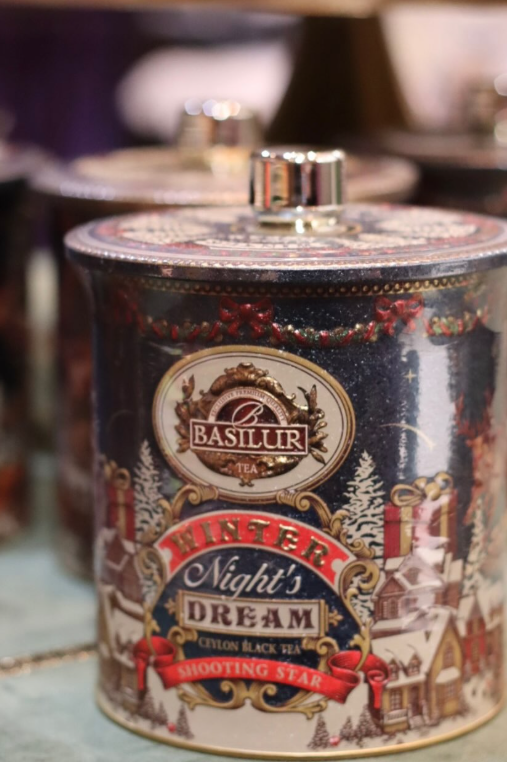 BASILUR
TEA
WINTER
Night's
DREAM
CEYLON BLACK TEA
SHOOTING STAR